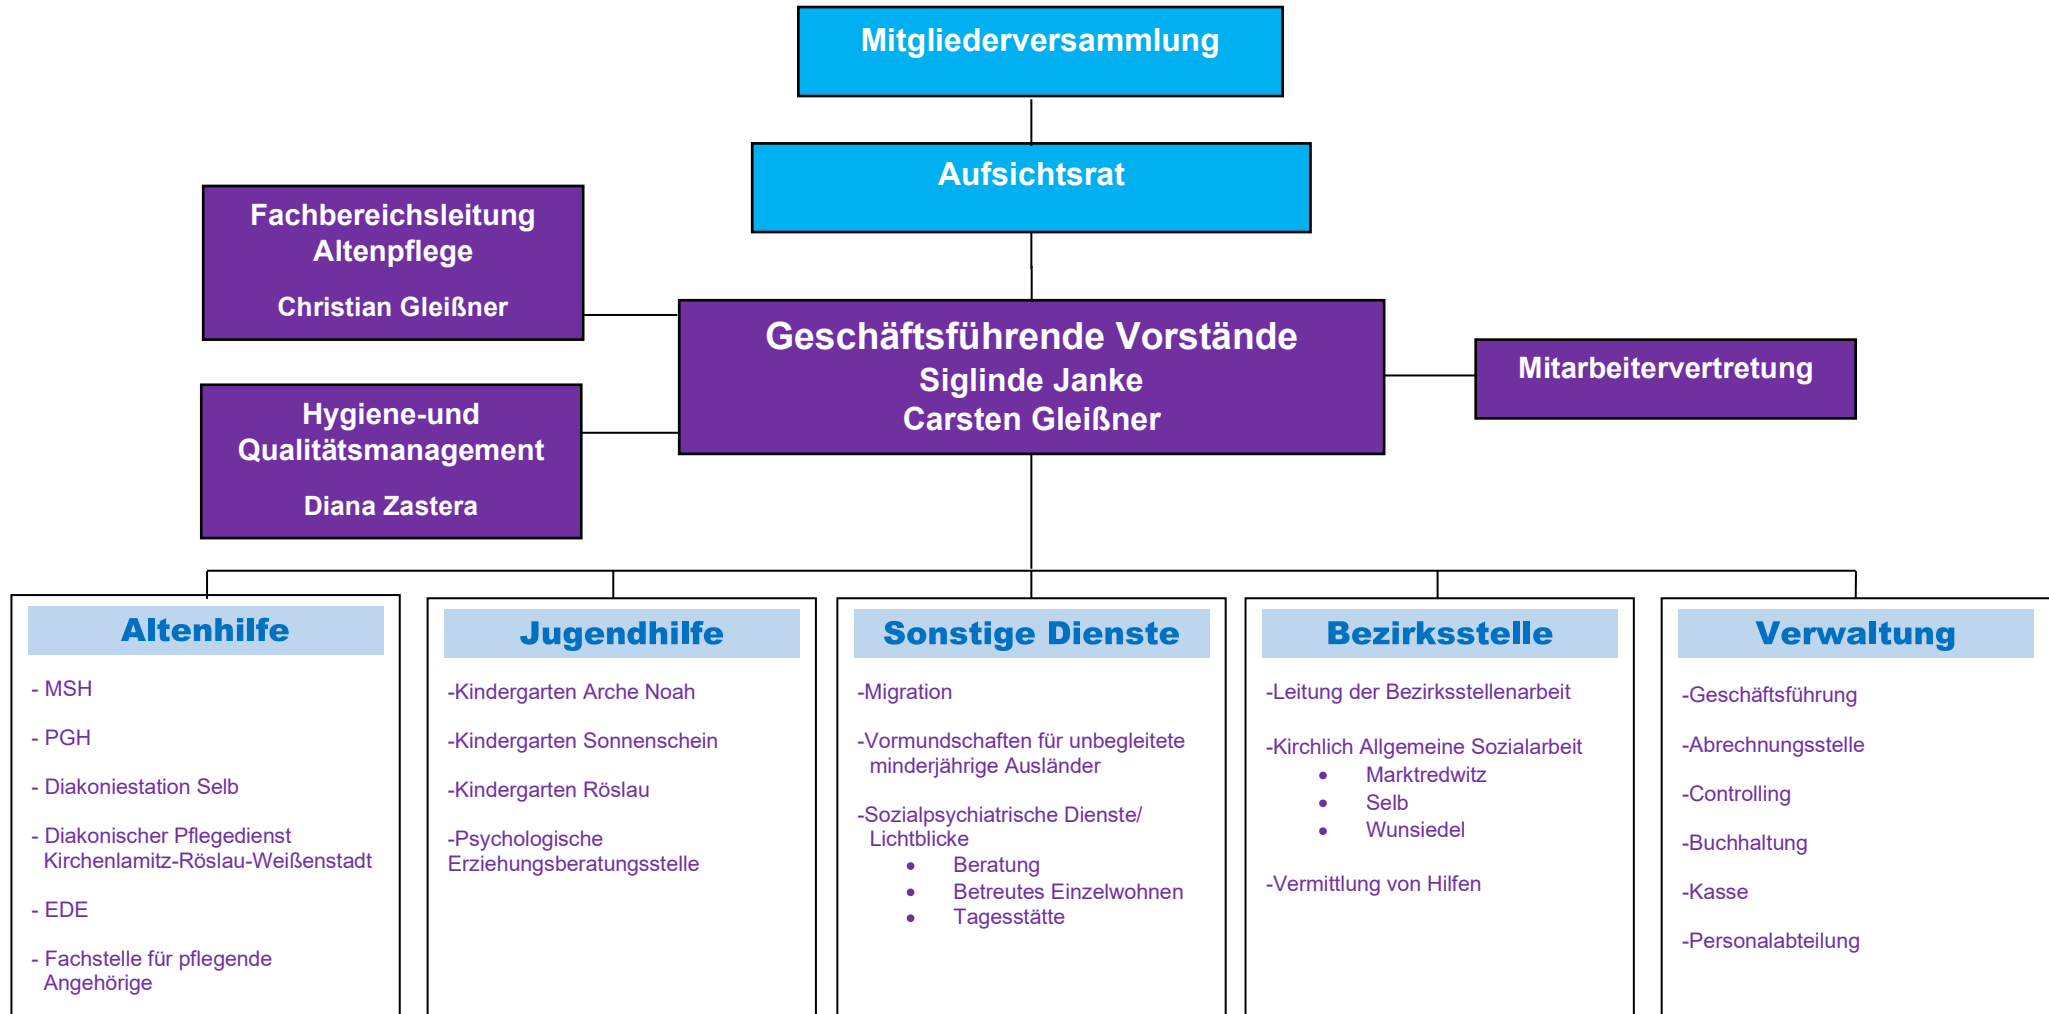 Mitgliederversammlung
Aufsichtsrat
Fachbereichsleitung
Altenpflege
Christian Gleißner
Geschäftsführende Vorstände
Siglinde Janke
Carsten Gleißner
Mitarbeitervertretung
Hygiene-und
Qualitätsmanagement
Diana Zastera
Altenhilfe
- MSH
- PGH
- Diakoniestation Selb
- Diakonischer Pflegedienst
Kirchenlamitz-Röslau-Weißenstadt
- EDE
- Fachstelle für pflegende
Angehörige
Jugendhilfe
-Kindergarten Arche Noah
-Kindergarten Sonnenschein
-Kindergarten Röslau
-Psychologische
Erziehungsberatungsstelle
Sonstige Dienste
-Migration
-Vormundschaften für unbegleitete
minderjährige Ausländer
-Sozialpsychiatrische Dienste/
Lichtblicke
• Beratung
• Betreutes Einzelwohnen
• Tagesstätte
Bezirksstelle
-Leitung der Bezirksstellenarbeit
-Kirchlich Allgemeine Sozialarbeit
• Marktredwitz
• Selb
• Wunsiedel
-Vermittlung von Hilfen
Verwaltung
-Geschäftsführung
-Abrechnungsstelle
-Controlling
-Buchhaltung
-Kasse
-Personalabteilung